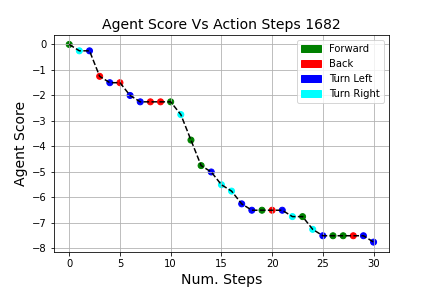 Agent Score Vs Action Steps 1682
Forward
Back
Turn Left
Turn Right
Agent Score
0
−1
−2
−3
−4
−5
−6
−7
−8
0 5 10 15 20 25 30
Num. Steps